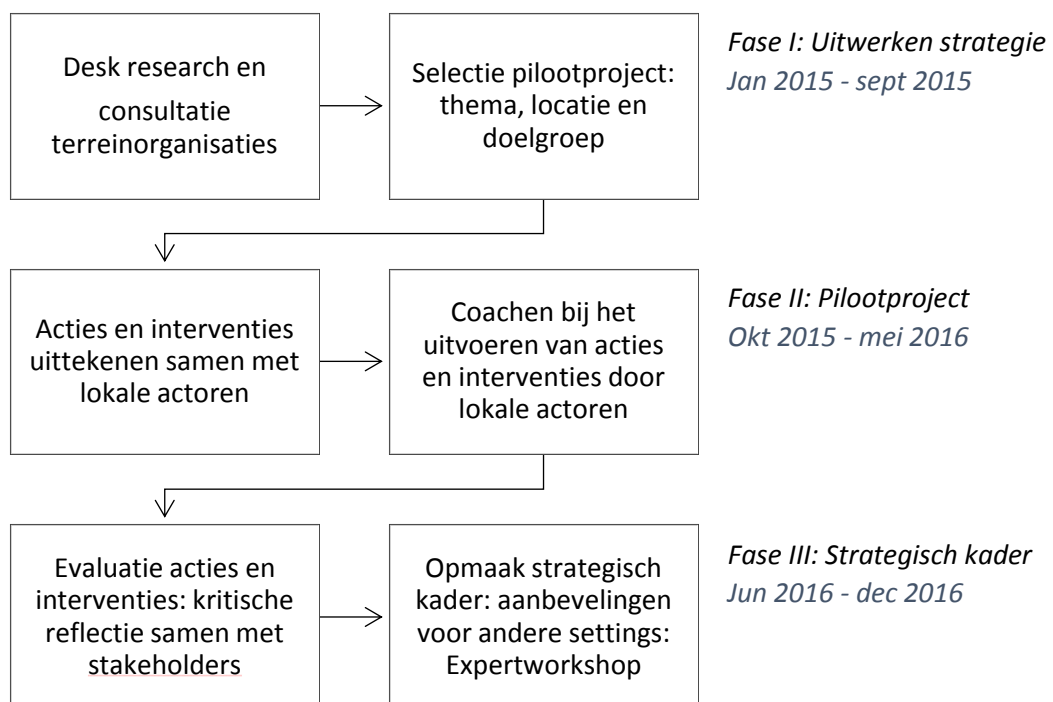 Desk research en
consultatie
terreinorganisaties
Selectie pilootproject:
thema, locatie en
doelgroep
Fase I: Uitwerken strategie
Jan 2015 - sept 2015
Acties en interventies
uittekenen samen met
lokale actoren
Coachen bij het
uitvoeren van acties
en interventies door
lokale actoren
Fase II: Pilootproject
Okt 2015 - mei 2016
Evaluatie acties en
interventies: kritische
reflectie samen met
stakeholders
Opmaak strategisch
kader: aanbevelingen
voor andere settings:
Expertworkshop
Fase III: Strategisch kader
Jun 2016 - dec 2016